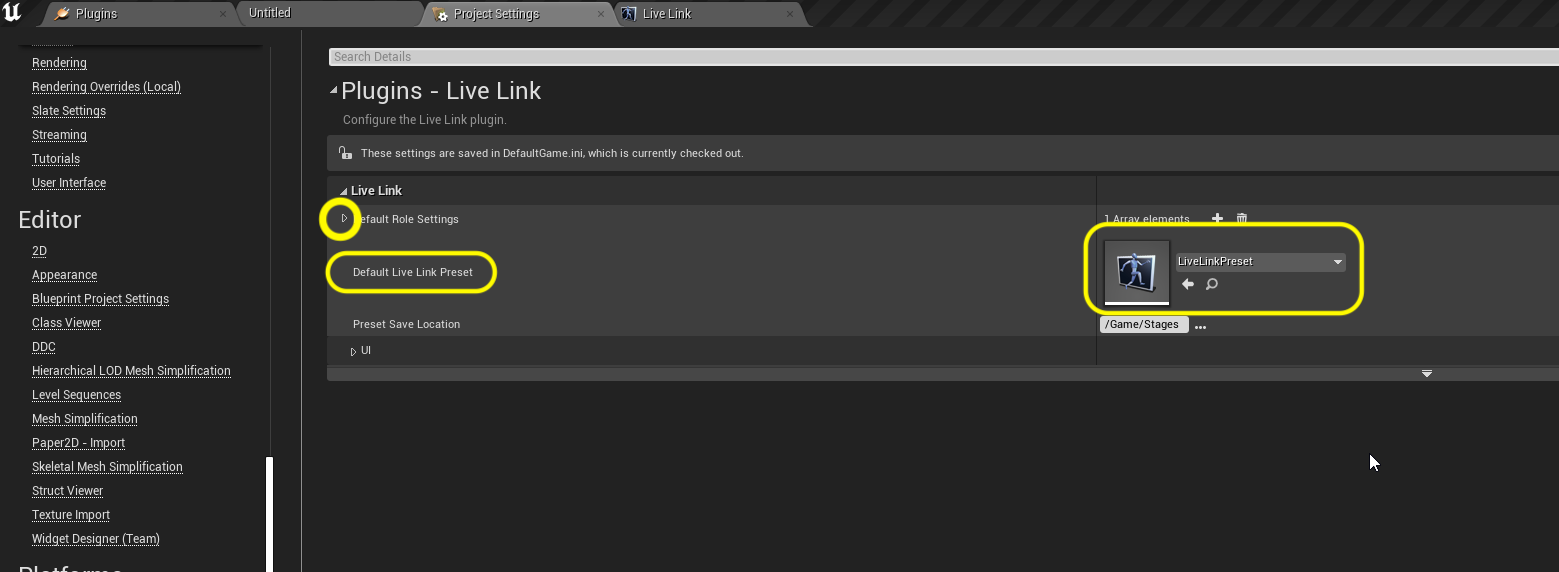 Plugins
Untitled
Project Settings
Live Link
Rendering
Rendering Overrides (Local)
Slate Settings
Streaming
Tutorials
User Interface
Editor
2D
Appearance
Blueprint Project Settings
Class Viewer
DDC
Hierarchical LOD Mesh Simplification
Level Sequences
Mesh Simplification
Paper2D - Import
Skeletal Mesh Simplification
Struct Viewer
Texture Import
Widget Designer (Team)
Platforms
Search Details
Plugins - Live Link
Configure the Live Link plugin.
These settings are saved in DefaultGame.ini, which is currently checked out.
Live Link
efault Role Settings
1 Array elements
Default Live Link Preset
LiveLinkPreset
Preset Save Location
/Game/Stages
...
UI